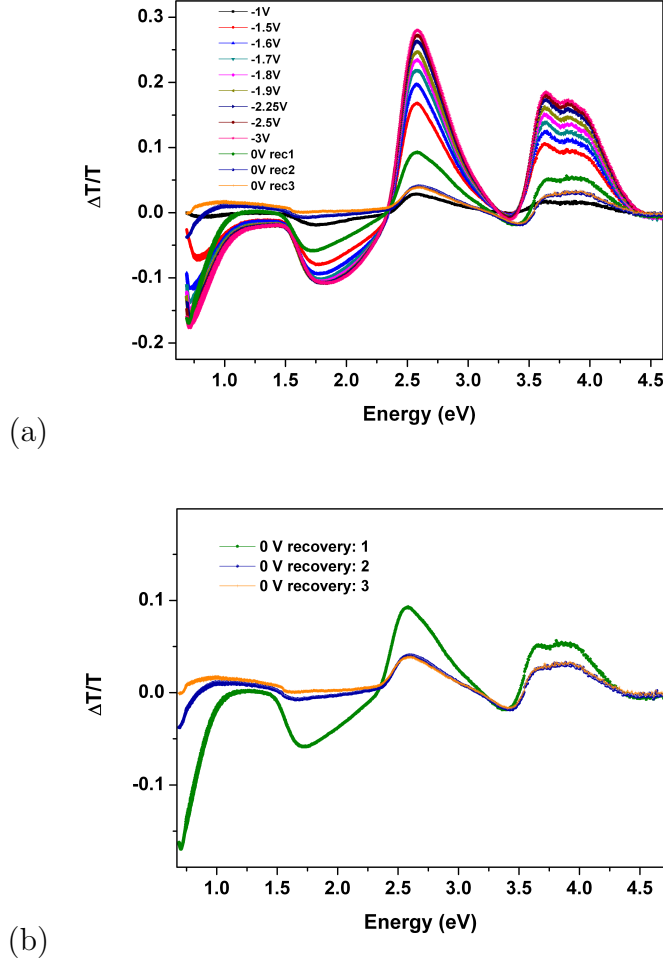 0.3
0.2
0.1
0.0
-0.1
-0.2
ΔT/T
-1V
-1.5V
-1.6V
-1.7V
-1.8V
-1.9V
-2.25V
-2.5V
-3V
0V rec1
0V rec2
0V rec3
1.0 1.5 2.0 2.5 3.0 3.5 4.0 4.5
Energy (eV)
(a)
0.1
0.0
-0.1
ΔT/T
0 V recovery: 1
0 V recovery: 2
0 V recovery: 3
1.0 1.5 2.0 2.5 3.0 3.5 4.0 4.5
Energy (eV)
(b)